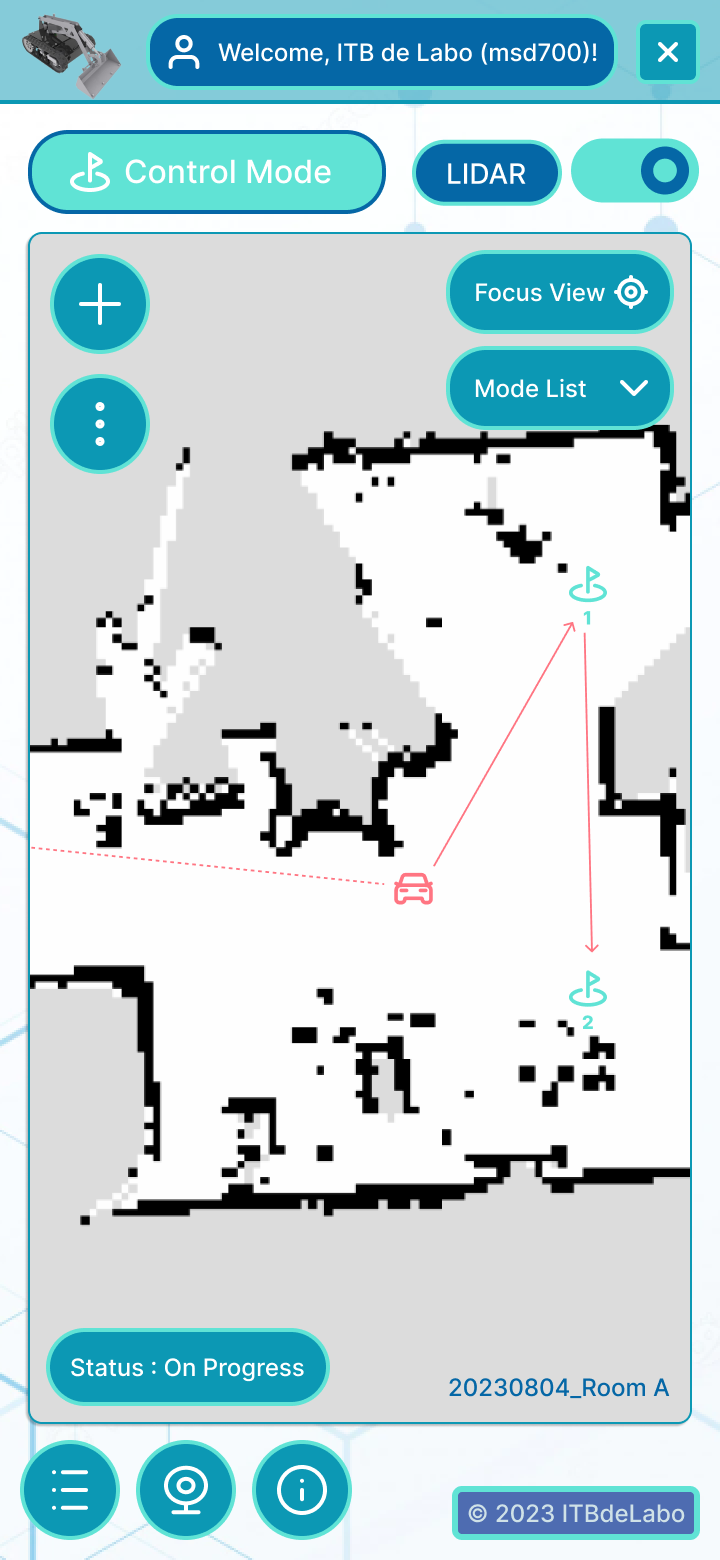 Welcome, ITB de Labo (msd700)!
Control Mode
LIDAR
Focus View
Mode List
1
2
Status : On Progress
20230804_Room A
© 2023 ITBdeLabo